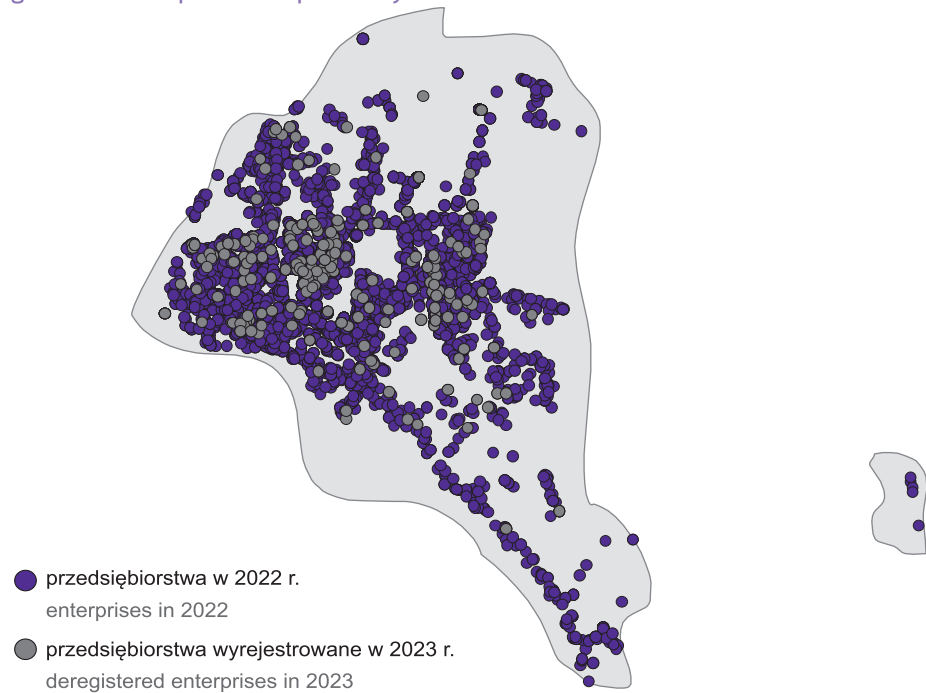 przedsiębiorstwa w 2022 r.
enterprises in 2022
przedsiębiorstwa wyrejestrowane w 2023 r.
deregistered enterprises in 2023